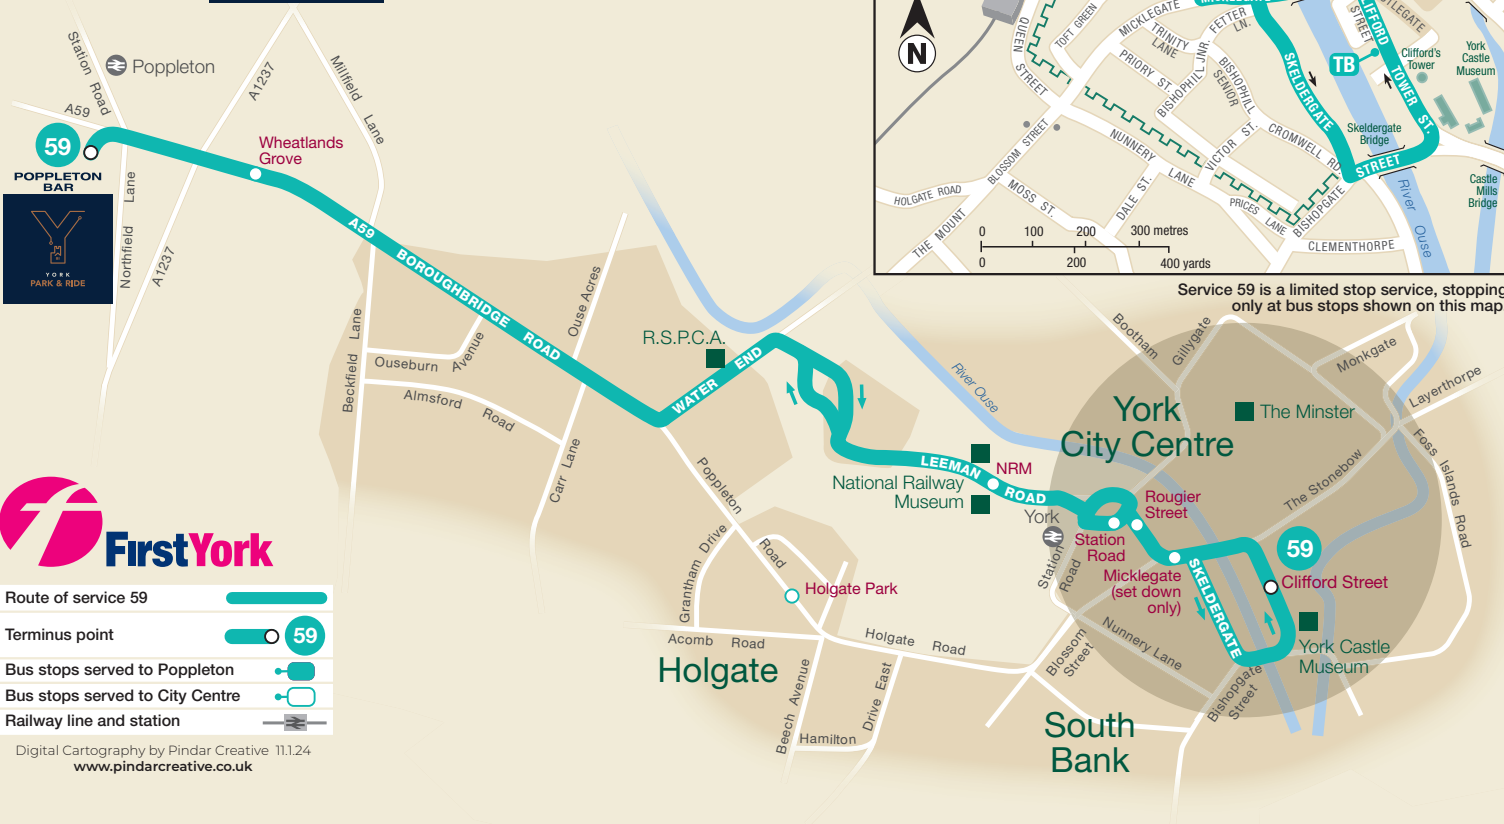 Station Road
Poppleton
A59
A1237
Millfield Lane
59
POPPLETON
BAR
YORK
PARK & RIDE
Northfield Lane
A1237
Wheatlands
Grove
A59 BOROUGHBRIDGE ROAD
Beckfield Lane
Ouseburn Avenue
Almsford Road
Ouse Acres
Carr Lane
R.S.P.C.A.
WATER END
Poppleton Road
Grantham Drive
Holgate Park
Acomb Road
Holgate
Holgate Road
Beech Avenue
Hamilton
Drive East
LEEMAN ROAD
National Railway
Museum
NRM
River Ouse
York
Station Road
York
City Centre
The Minster
Bootham
Gillygate
Monkgate
Layerthorpe
Foss Islands Road
The Stonebow
Station
Road
Rougier
Street
Micklegate
(set down
only)
SKELDERGATE
59
Clifford Street
York Castle
Museum
Nunnery Lane
Blossom
Street
Bishopgate
Street
South
Bank
N
QUEEN STREET
TOFT GREEN
MICKLEGATE
MICKLEGATE
TRINITY
LANE
FETTER
LN.
PRIORY ST.
BISHOPHILL JNR.
BISHOPHILL
SENIOR
SKELDERGATE
CLIFFORD
STREET
TB
TOWER ST.
Clifford's
Tower
York
Castle
Museum
Skeldergate
Bridge
CROMWELL RD.
VICTOR ST.
NUNNERY LANE
BLOSSOM STREET
HOLGATE ROAD
MOSS ST.
DALE ST.
THE MOUNT
PRICES
LANE
BISHOPGATE
STREET
CLEMENTHORPE
River Ouse
Castle
Mills
Bridge
0 100 200 300 metres
0 200 400 yards
Service 59 is a limited stop service, stopping
only at bus stops shown on this map
FirstYork
Route of service 59
Terminus point
59
Bus stops served to Poppleton
Bus stops served to City Centre
Railway line and station
Digital Cartography by Pindar Creative 11.1.24
www.pindarcreative.co.uk